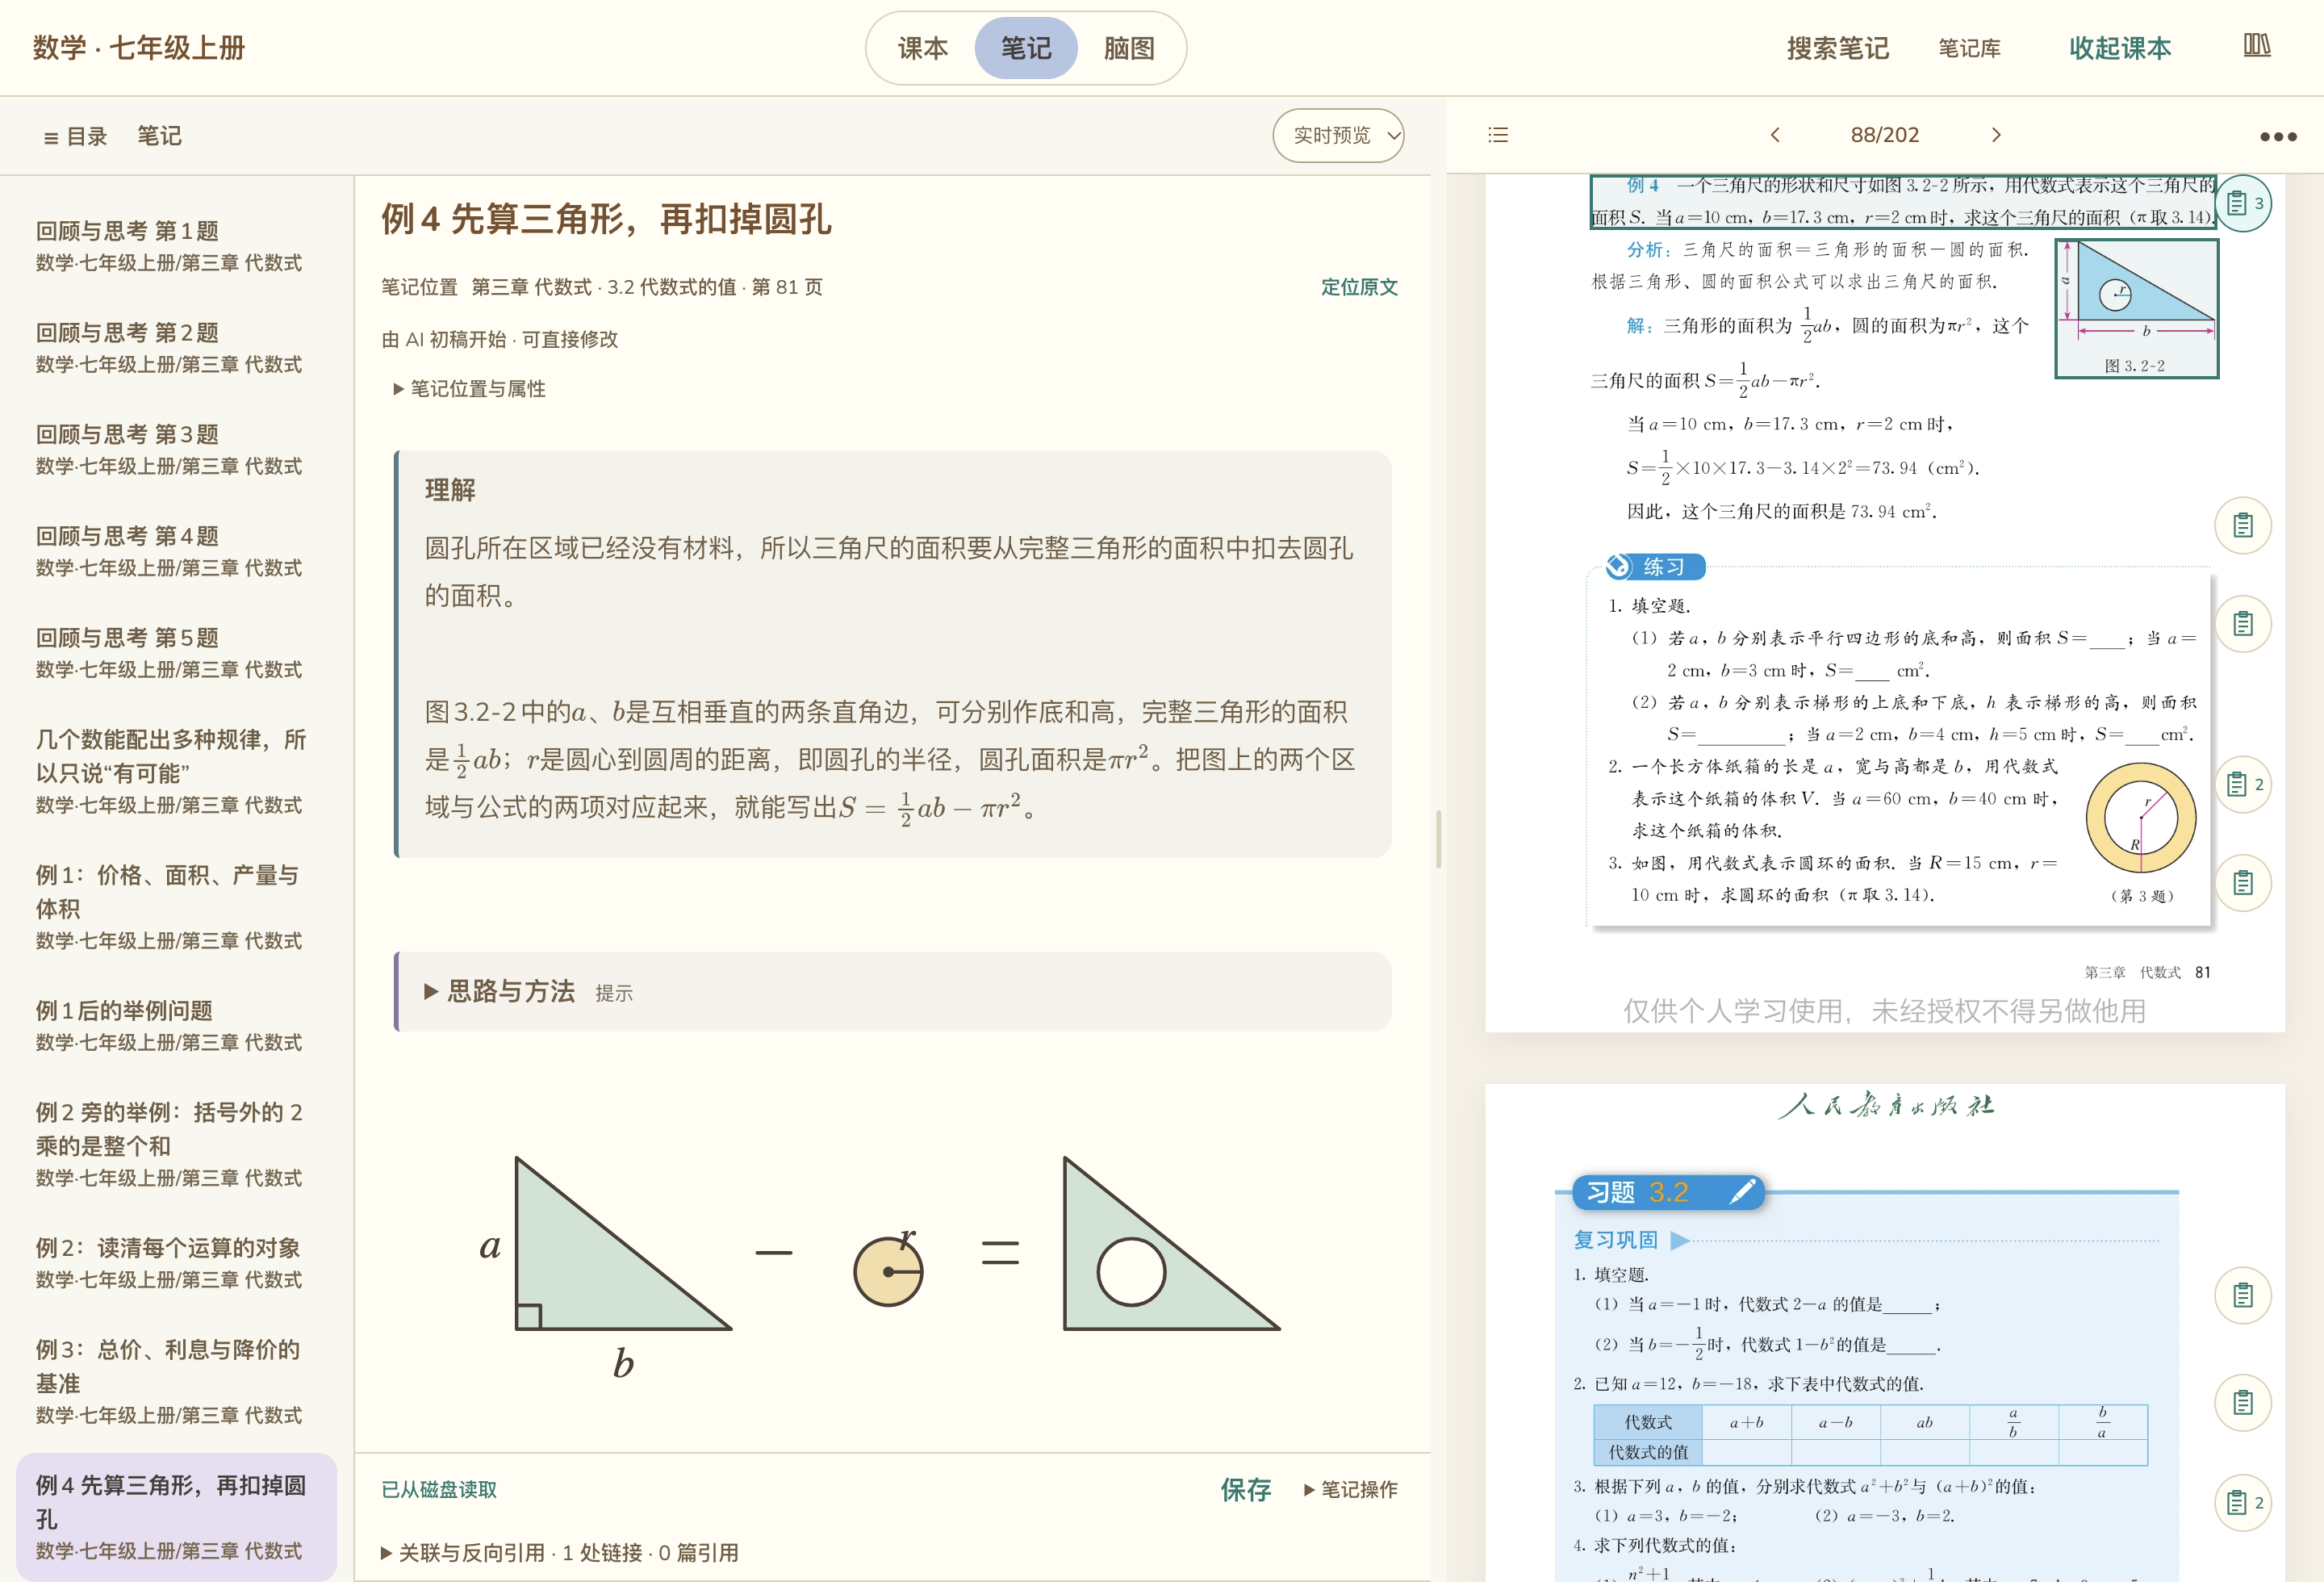 数学 · 七年级上册
课本 笔记 脑图
搜索笔记 笔记库 收起课本
目录 笔记
实时预览
88/202
回顾与思考 第1题
数学·七年级上册/第三章 代数式
回顾与思考 第2题
数学·七年级上册/第三章 代数式
回顾与思考 第3题
数学·七年级上册/第三章 代数式
回顾与思考 第4题
数学·七年级上册/第三章 代数式
回顾与思考 第5题
数学·七年级上册/第三章 代数式
几个数能配出多种规律，所
以只说“有可能”
数学·七年级上册/第三章 代数式
例1：价格、面积、产量与
体积
数学·七年级上册/第三章 代数式
例1后的举例问题
数学·七年级上册/第三章 代数式
例2 旁的举例：括号外的 2
乘的是整个和
数学·七年级上册/第三章 代数式
例2：读清每个运算的对象
数学·七年级上册/第三章 代数式
例3：总价、利息与降价的
基准
数学·七年级上册/第三章 代数式
例4 先算三角形，再扣掉圆
孔
数学·七年级上册/第三章 代数式
例4 先算三角形，再扣掉圆孔
笔记位置 第三章 代数式 · 3.2 代数式的值 · 第 81 页
定位原文
由 AI 初稿开始 · 可直接修改
笔记位置与属性
理解
圆孔所在区域已经没有材料，所以三角尺的面积要从完整三角形的面积中扣去圆孔
的面积。
图3.2-2中的a、b是互相垂直的两条直角边，可分别作底和高，完整三角形的面积
是1/2ab；r是圆心到圆周的距离，即圆孔的半径，圆孔面积是πr²。把图上的两个区
域与公式的两项对应起来，就能写出S = 1/2ab − πr²。
思路与方法 提示
a
b
−
r
=
已从磁盘读取
保存
笔记操作
关联与反向引用 · 1 处链接 · 0 篇引用
例4 一个三角尺的形状和尺寸如图 3.2-2 所示，用代数式表示这个三角尺的
面积 S. 当 a=10 cm，b=17.3 cm，r=2 cm 时，求这个三角尺的面积（π 取 3.14）.
3
分析：三角尺的面积=三角形的面积−圆的面积.
根据三角形、圆的面积公式可以求出三角尺的面积.
a
r
b
图 3.2-2
解：三角形的面积为 1/2ab，圆的面积为πr²，这个
三角尺的面积 S=1/2ab−πr².
当 a=10 cm，b=17.3 cm，r=2 cm 时，
S=1/2×10×17.3−3.14×2²=73.94（cm²）.
因此，这个三角尺的面积是 73.94 cm².
练习
1. 填空题.
（1）若 a，b 分别表示平行四边形的底和高，则面积 S=____；当 a=
2 cm，b=3 cm 时，S=____ cm².
（2）若 a，b 分别表示梯形的上底和下底，h 表示梯形的高，则面积
S=__________；当 a=2 cm，b=4 cm，h=5 cm 时，S=____cm².
2. 一个长方体纸箱的长是 a，宽与高都是 b，用代数式
表示这个纸箱的体积 V. 当 a=60 cm，b=40 cm 时，
求这个纸箱的体积.
2
3. 如图，用代数式表示圆环的面积. 当 R=15 cm，r=
10 cm 时，求圆环的面积（π 取 3.14）.
r
R
（第 3 题）
第三章 代数式 81
仅供个人学习使用，未经授权不得另做他用
人民教育出版社
习题 3.2
复习巩固
1. 填空题.
（1）当 a=−1 时，代数式 2−a 的值是_____；
（2）当 b=−1/2时，代数式 1−b²的值是_____.
2. 已知 a=12，b=−18，求下表中代数式的值.
代数式 a+b a−b ab a/b b/a
代数式的值
3. 根据下列 a，b 的值，分别求代数式 a²+b²与（a+b）²的值：
（1）a=3，b=−2； （2）a=−3，b=2.
2
4. 求下列代数式的值：